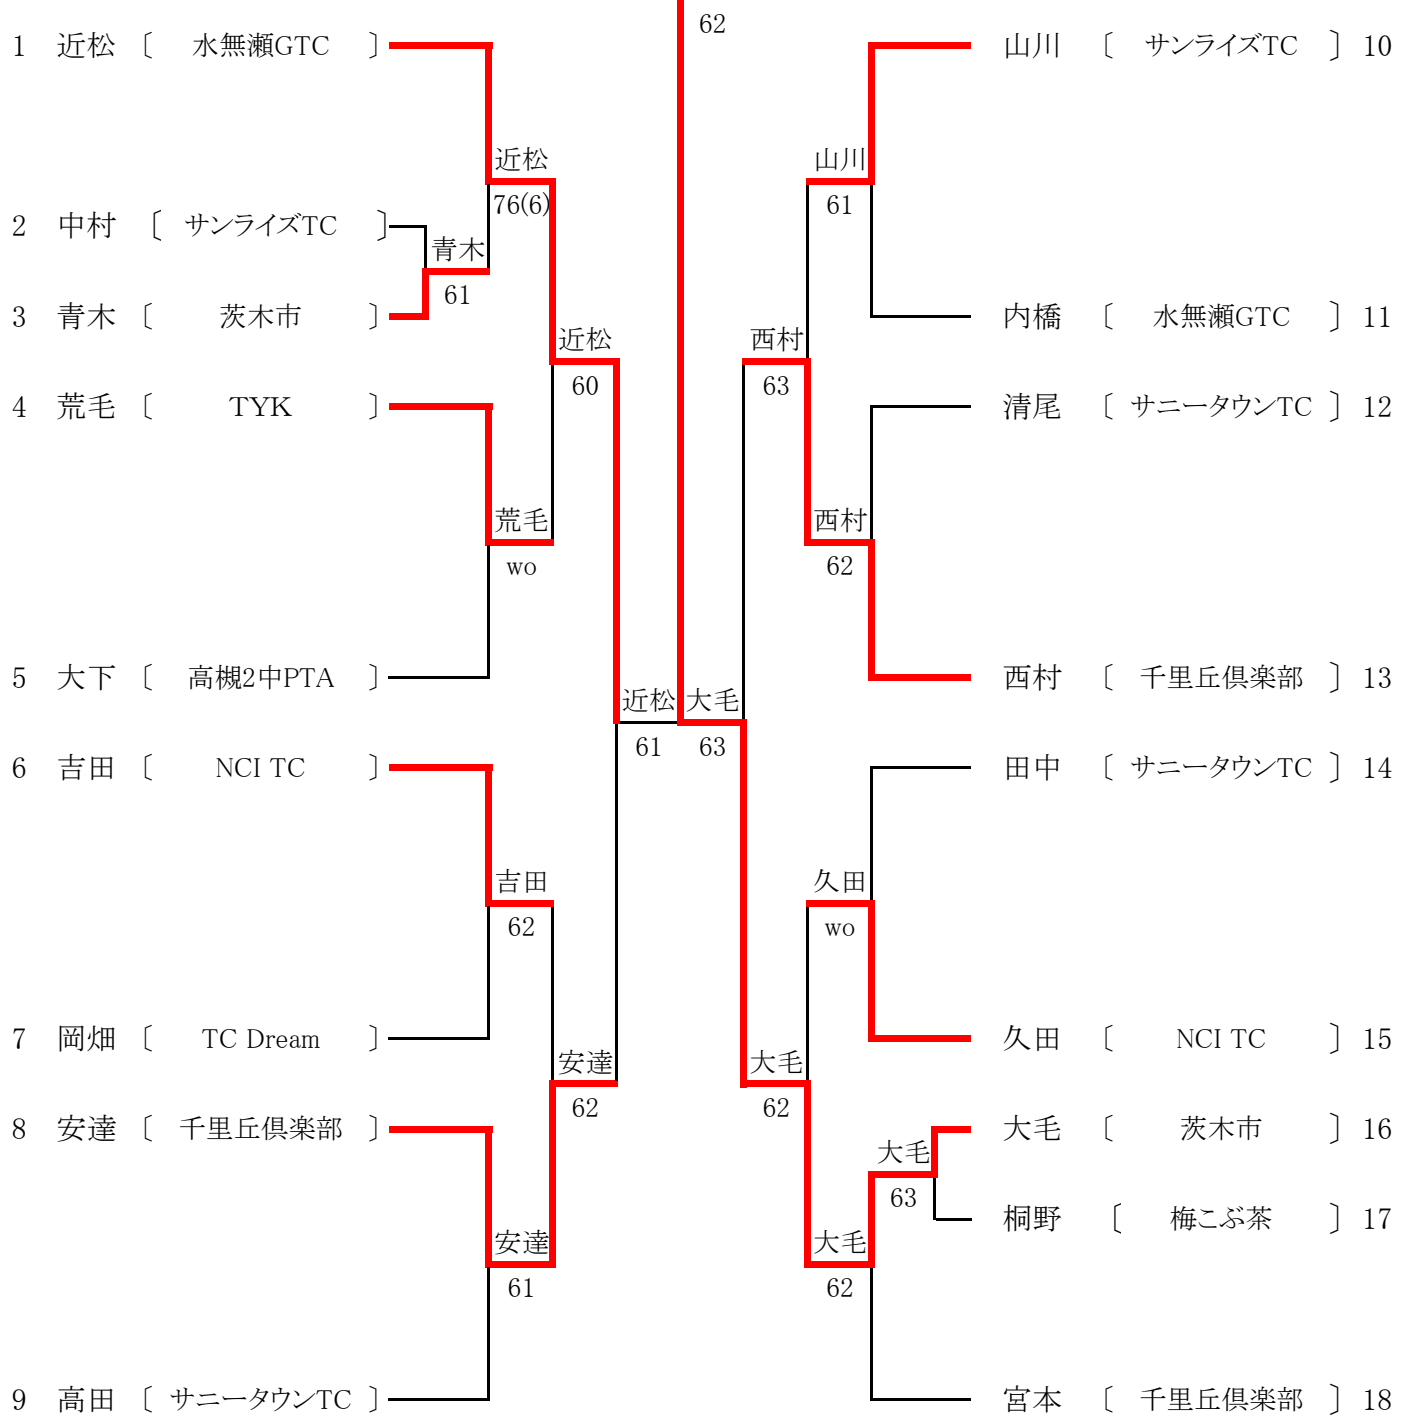 62
1 近松 〔 水無瀬GTC 〕
山川 〔 サンライズTC 〕 10
近松
山川
76(6)
61
2 中村 〔 サンライズTC 〕
青木
61
3 青木 〔 茨木市 〕
内橋 〔 水無瀬GTC 〕 11
近松
西村
60
63
4 荒毛 〔 TYK 〕
清尾 〔 サニータウンTC 〕 12
荒毛
西村
wo
62
5 大下 〔 高槻2中PTA 〕
西村 〔 千里丘倶楽部 〕 13
近松
大毛
61
63
6 吉田 〔 NCI TC 〕
田中 〔 サニータウンTC 〕 14
吉田
久田
62
wo
7 岡畑 〔 TC Dream 〕
久田 〔 NCI TC 〕 15
安達
大毛
62
62
8 安達 〔 千里丘倶楽部 〕
大毛 〔 茨木市 〕 16
大毛
63
桐野 〔 梅こぶ茶 〕 17
安達
大毛
61
62
9 高田 〔 サニータウンTC 〕
宮本 〔 千里丘倶楽部 〕 18